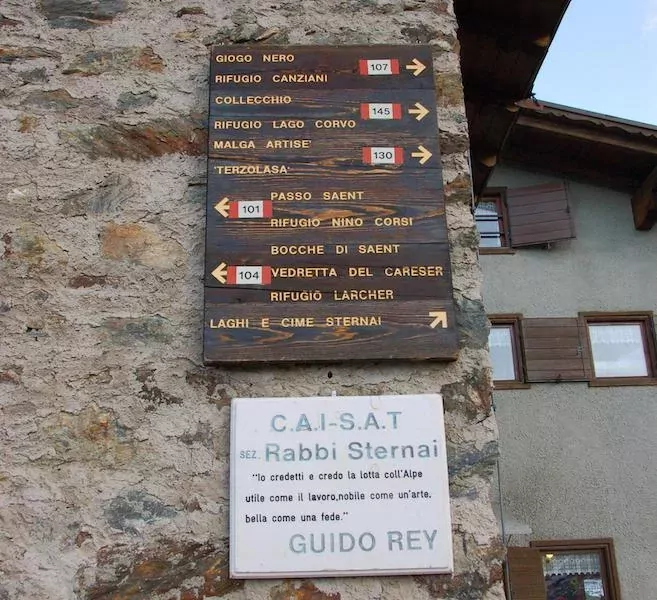 GIOGO NERO
RIFUGIO CANZIANI 107
COLLECCHIO
RIFUGIO LAGO CORVO 145
MALGA ARTISE'
'TERZOLASA' 130
PASSO SAENT
101 RIFUGIO NINO CORSI
BOCCHE DI SAENT
104 VEDRETTA DEL CARESER
RIFUGIO LARCHER
LAGHI E CIME STERNAI
C.A.I-S.A.T
SEZ. Rabbi Sternai
"Io credetti e credo la lotta coll'Alpe
utile come il lavoro,nobile come un'arte,
bella come una fede."
GUIDO REY